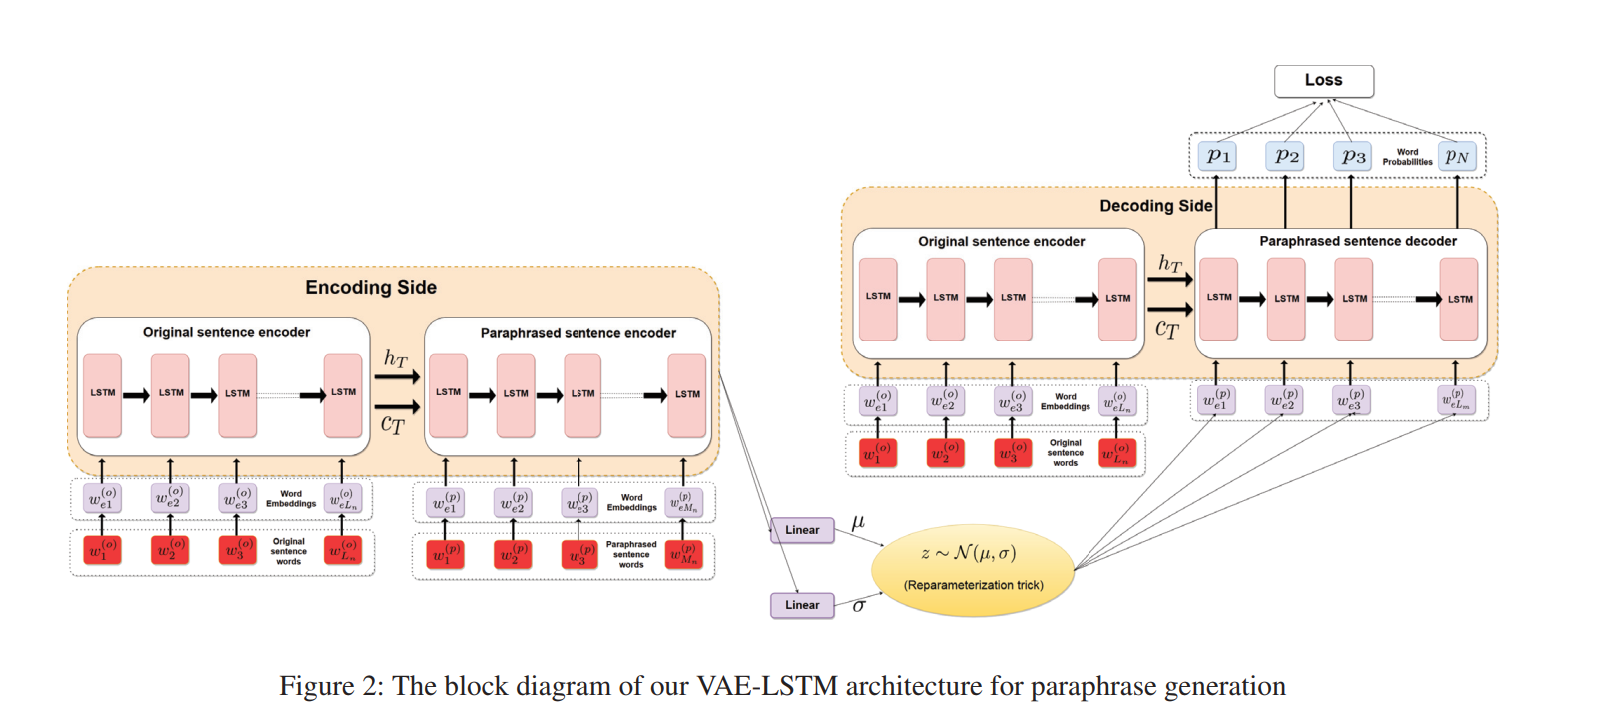 Loss
p_1 p_2 p_3 Word Probabilities p_N
Decoding Side
Original sentence encoder
LSTM LSTM LSTM LSTM
h_T
c_T
Paraphrased sentence decoder
LSTM LSTM LSTM LSTM
w_{e1}^{(o)} w_{e2}^{(o)} w_{e3}^{(o)} Word Embeddings w_{eL_n}^{(o)}
w_1^{(o)} w_2^{(o)} w_3^{(o)} Original sentence words w_{L_n}^{(o)}
w_{e1}^{(p)} w_{e2}^{(p)} w_{e3}^{(p)} w_{eL_m}^{(p)}
Encoding Side
Original sentence encoder
LSTM LSTM LSTM LSTM
h_T
c_T
Paraphrased sentence encoder
LSTM LSTM LSTM LSTM
w_{e1}^{(o)} w_{e2}^{(o)} w_{e3}^{(o)} Word Embeddings w_{eL_n}^{(o)}
w_1^{(o)} w_2^{(o)} w_3^{(o)} Original sentence words w_{L_n}^{(o)}
w_{e1}^{(p)} w_{e2}^{(p)} w_{e3}^{(p)} Word Embeddings w_{eM_n}^{(p)}
w_1^{(p)} w_2^{(p)} w_3^{(p)} Paraphrased sentence words w_{M_n}^{(p)}
Linear μ
Linear σ
z ∼ N(μ, σ)
(Reparameterization trick)
Figure 2: The block diagram of our VAE-LSTM architecture for paraphrase generation